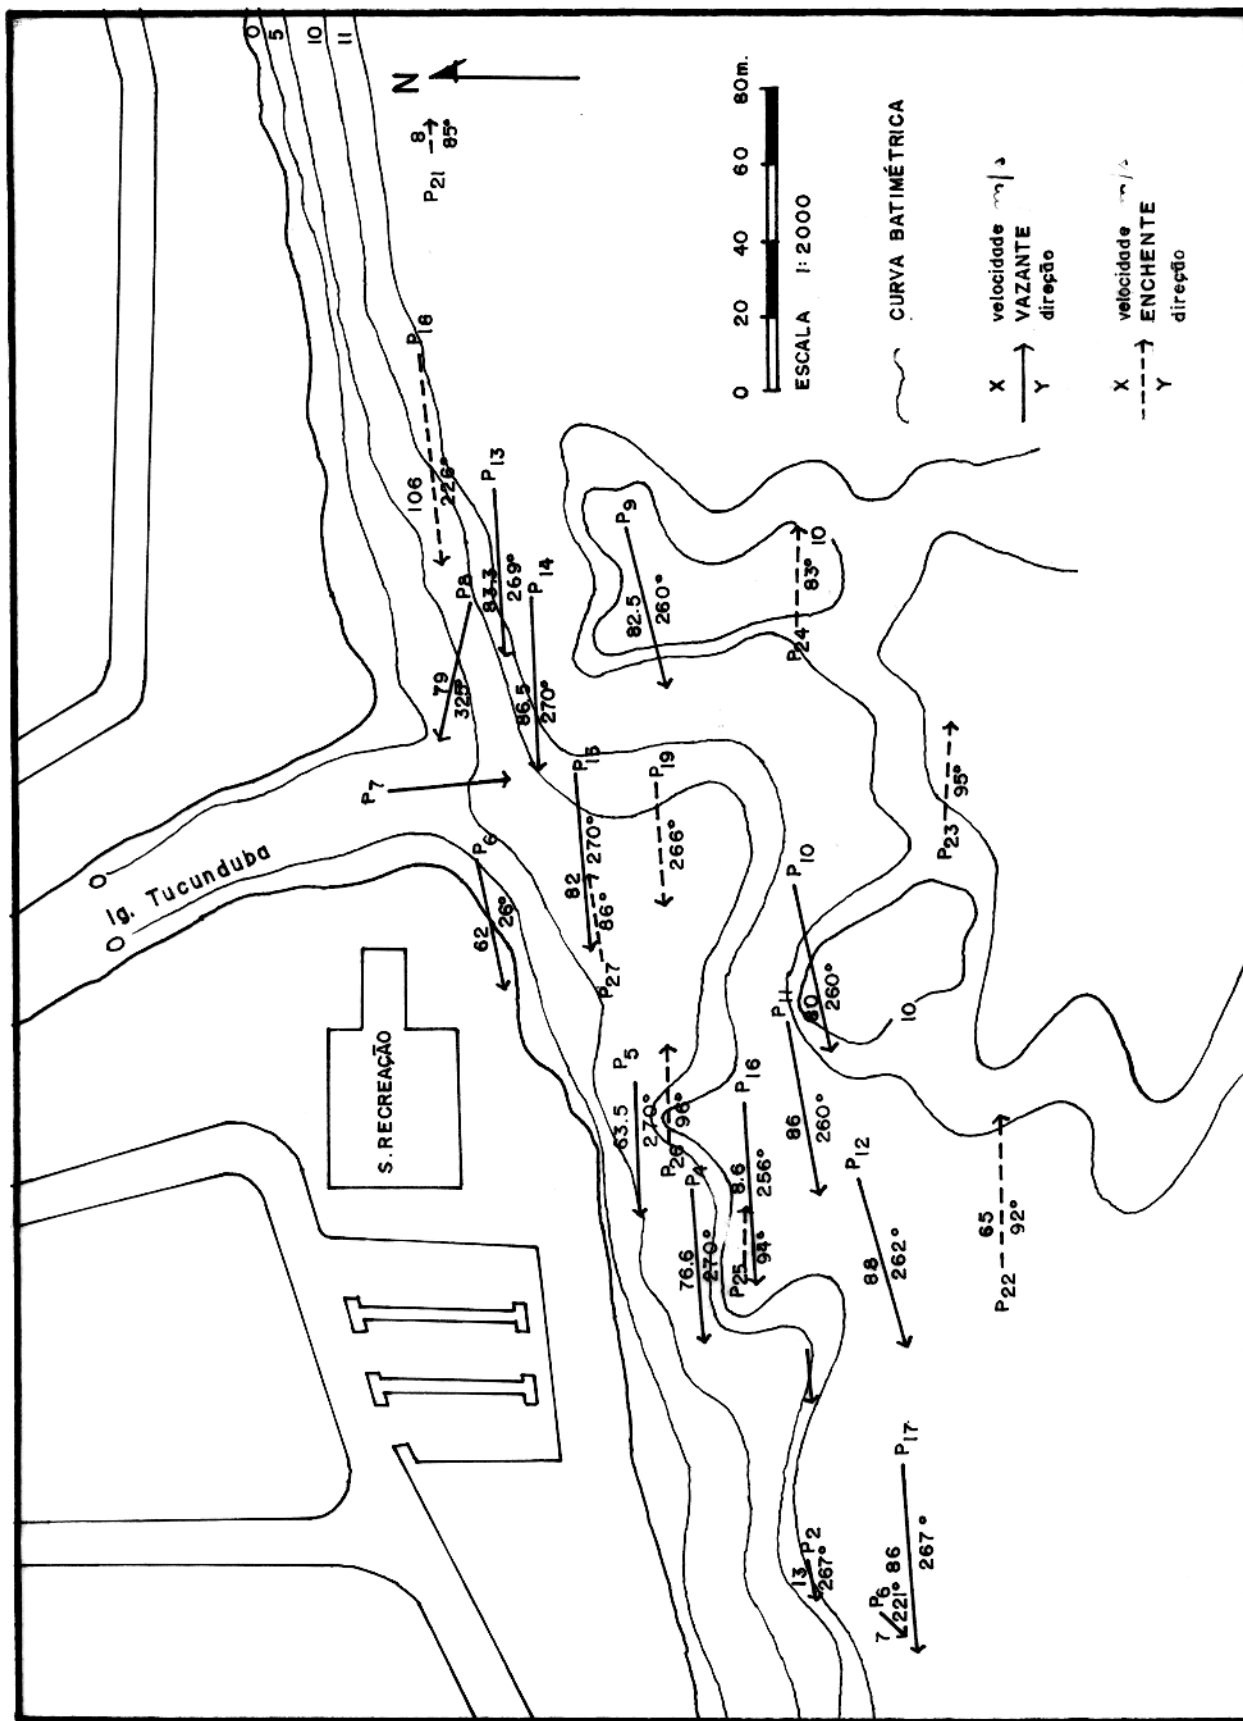 0
5
10
11
N
P21
8
85°
P18
106
226°
P13
83.3
269°
P8
79
325°
P14
86.5
270°
P9
82.5
260°
P24
83°
10
P7
P6
62
26°
P15
82
270°
P19
266°
86°
P27
P10
80
260°
P11
86
260°
10
P23
95°
Ig. Tucunduba
S. RECREAÇÃO
P5
63.5
270°
96°
P26
P4
76.6
270°
P16
8.6
256°
94°
P25
P12
88
262°
65
92°
P22
P17
86
267°
P2
13
267°
P6
7
221°
0 20 40 60 80m.
ESCALA 1:2000
CURVA BATIMÉTRICA
X velocidade m/s
VAZANTE
Y direção
X velocidade m/s
ENCHENTE
Y direção